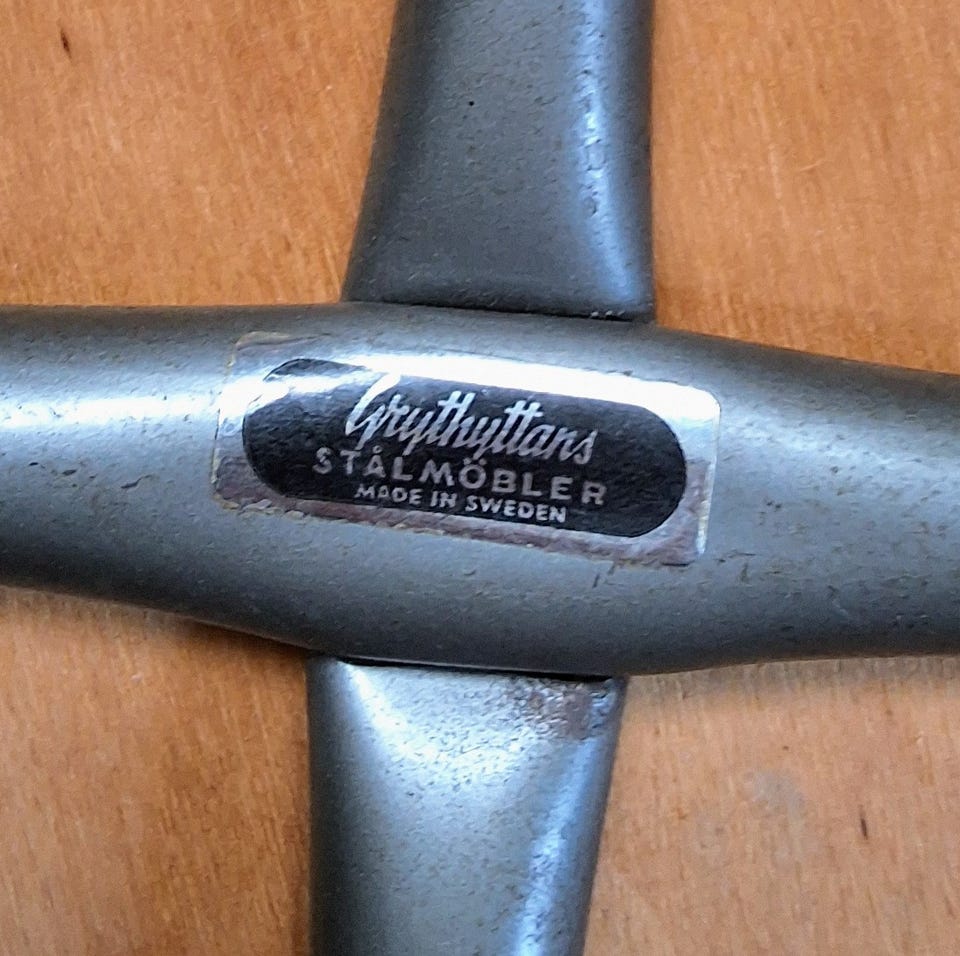 Grythyttans
STÅLMÖBLER
MADE IN SWEDEN